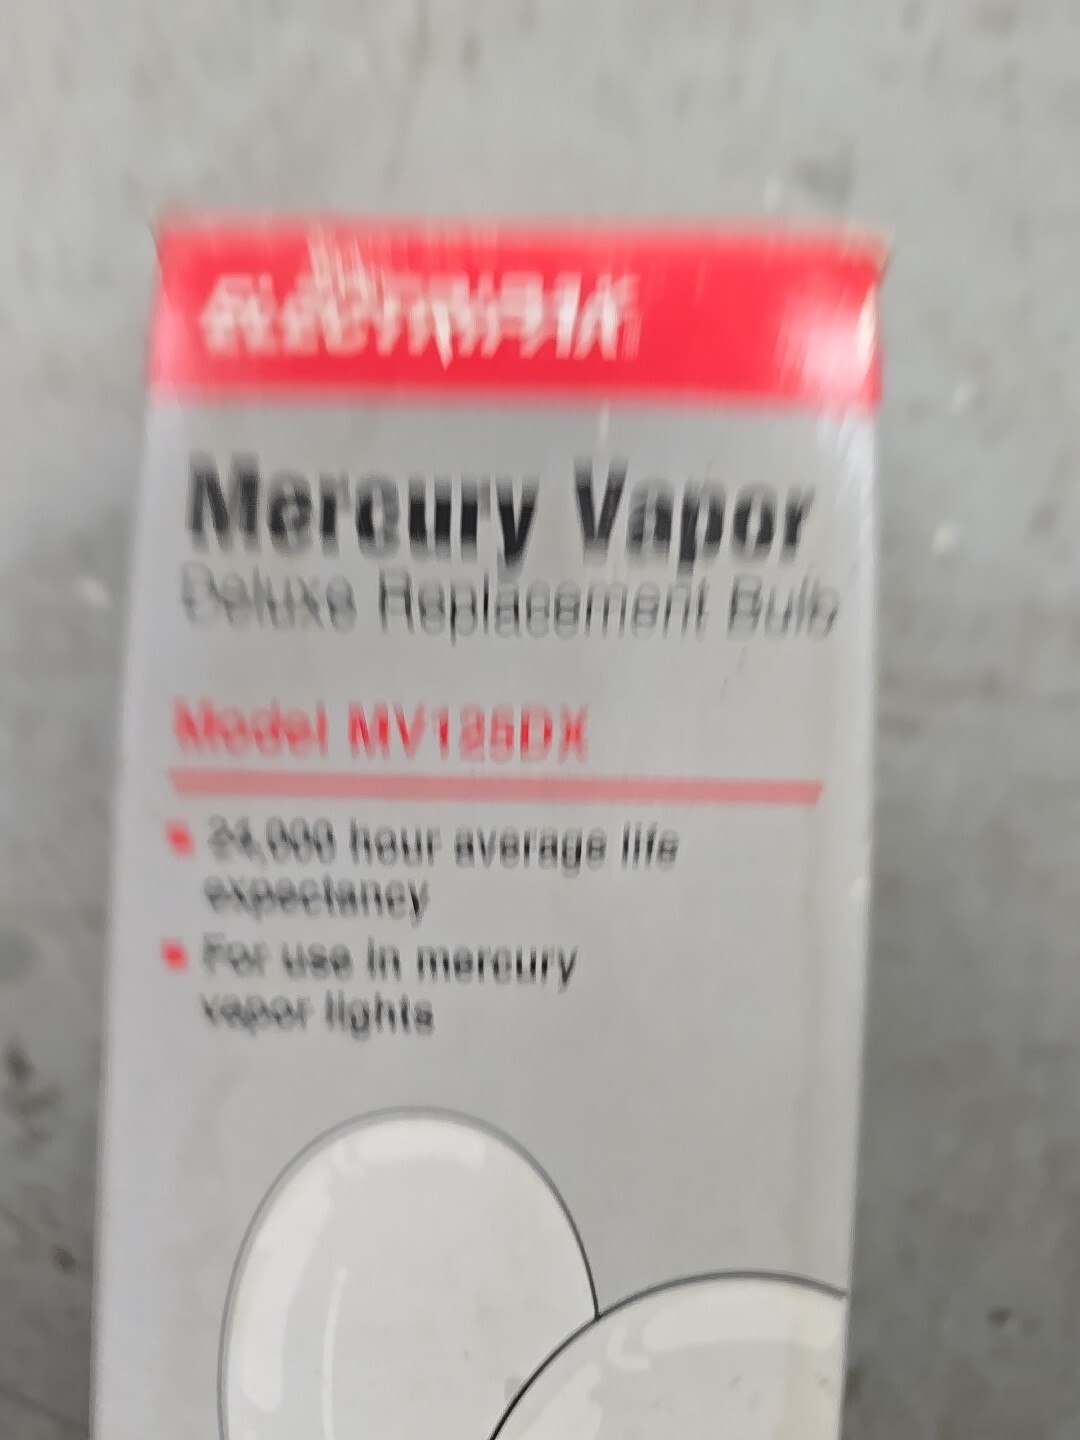 Mercury Vapor
Deluxe Replacement Bulb
Model MV125DX
24,000 hour average life
expectancy
For use in mercury
vapor lights